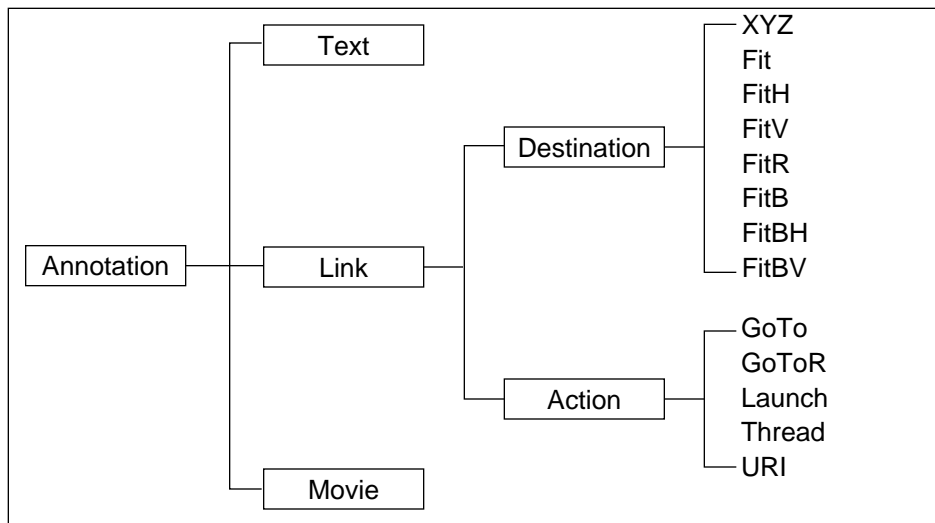 Annotation
Text
Link
Movie
Destination
Action
XYZ
Fit
FitH
FitV
FitR
FitB
FitBH
FitBV
GoTo
GoToR
Launch
Thread
URI